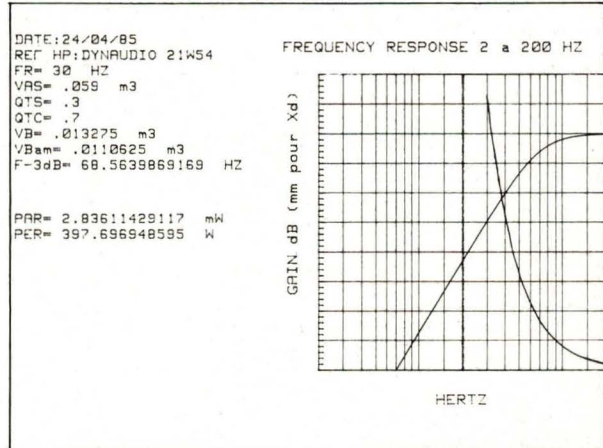 DATE:24/04/85
REF HP:DYNAUDIO 21W54
FR= 30 HZ
VAS= .059 m3
QTS= .3
QTC= .7
VB= .013275 m3
VBam= .0110625 m3
F-3dB= 68.5639869169 HZ
PAR= 2.83611429117 mW
PER= 397.696948595 W
FREQUENCY RESPONSE 2 a 200 HZ
GAIN dB (mm pour Xd)
HERTZ